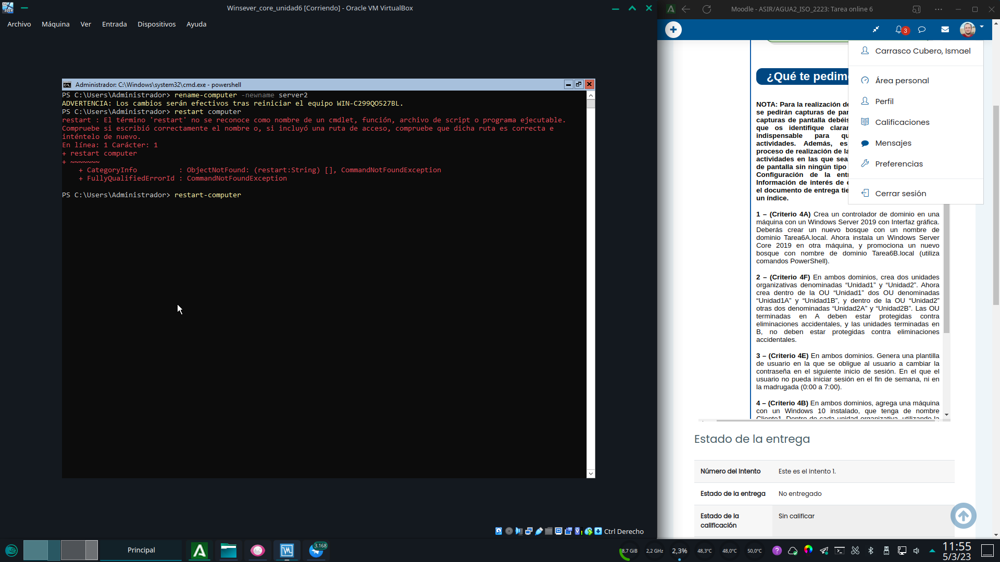 Winsever_core_unidad6 [Corriendo] - Oracle VM VirtualBox
Archivo Máquina Ver Entrada Dispositivos Ayuda
Administrador: C:\Windows\system32\cmd.exe - powershell
PS C:\Users\Administrador> rename-computer -newname server2
ADVERTENCIA: Los cambios serán efectivos tras reiniciar el equipo WIN-C299QO527BL.
PS C:\Users\Administrador> restart computer
restart : El término 'restart' no se reconoce como nombre de un cmdlet, función, archivo de script o programa ejecutable.
Compruebe si escribió correctamente el nombre o, si incluyó una ruta de acceso, compruebe que dicha ruta es correcta e
inténtelo de nuevo.
En línea: 1 Carácter: 1
+ restart computer
+ ~~~~~~~
+ CategoryInfo : ObjectNotFound: (restart:String) [], CommandNotFoundException
+ FullyQualifiedErrorId : CommandNotFoundException
PS C:\Users\Administrador> restart-computer
Ctrl Derecho
Moodle - ASIR/AGUA2_ISO_2223: Tarea online 6
3
Carrasco Cubero, Ismael
Área personal
Perfil
Calificaciones
Mensajes
Preferencias
Cerrar sesión
¿Qué te pedim
NOTA: Para la realización de
se pedirán capturas de pan
capturas de pantalla debéis
que os identifique claran
indispensable para qu
actividades. Además, es
proceso de realización de la
actividades en las que sea
de pantalla sin ningún tipo
Configuración de la entr
Información de interés de e
el documento de entrega tie
un índice.
1 – (Criterio 4A) Crea un controlador de dominio en una
máquina con un Windows Server 2019 con Interfaz gráfica.
Deberás crear un nuevo bosque con un nombre de
dominio Tarea6A.local. Ahora instala un Windows Server
Core 2019 en otra máquina, y promociona un nuevo
bosque con nombre de dominio Tarea6B.local (utiliza
comandos PowerShell).
2 – (Criterio 4F) En ambos dominios, crea dos unidades
organizativas denominadas “Unidad1” y “Unidad2”. Ahora
crea dentro de la OU “Unidad1” dos OU denominadas
“Unidad1A” y “Unidad1B”, y dentro de la OU “Unidad2”
otras dos denominadas “Unidad2A” y “Unidad2B”. Las OU
terminadas en A deben estar protegidas contra
eliminaciones accidentales, y las unidades terminadas en
B, no deben estar protegidas contra eliminaciones
accidentales.
3 – (Criterio 4E) En ambos dominios. Genera una plantilla
de usuario en la que se obligue al usuario a cambiar la
contraseña en el siguiente inicio de sesión. En el que el
usuario no pueda iniciar sesión en el fin de semana, ni en
la madrugada (0:00 a 7:00).
4 – (Criterio 4B) En ambos dominios, agrega una máquina
con un Windows 10 instalado, que tenga de nombre
Cliente1. Dentro de cada unidad organizativa, utilizando la
Estado de la entrega
Número del intento Este es el intento 1.
Estado de la entrega No entregado
Estado de la calificación Sin calificar
Principal
3.168
8,7 GiB
2,2 GHz
2,3%
48,3°C
48,0°C
50,0°C
11:55
5/3/23